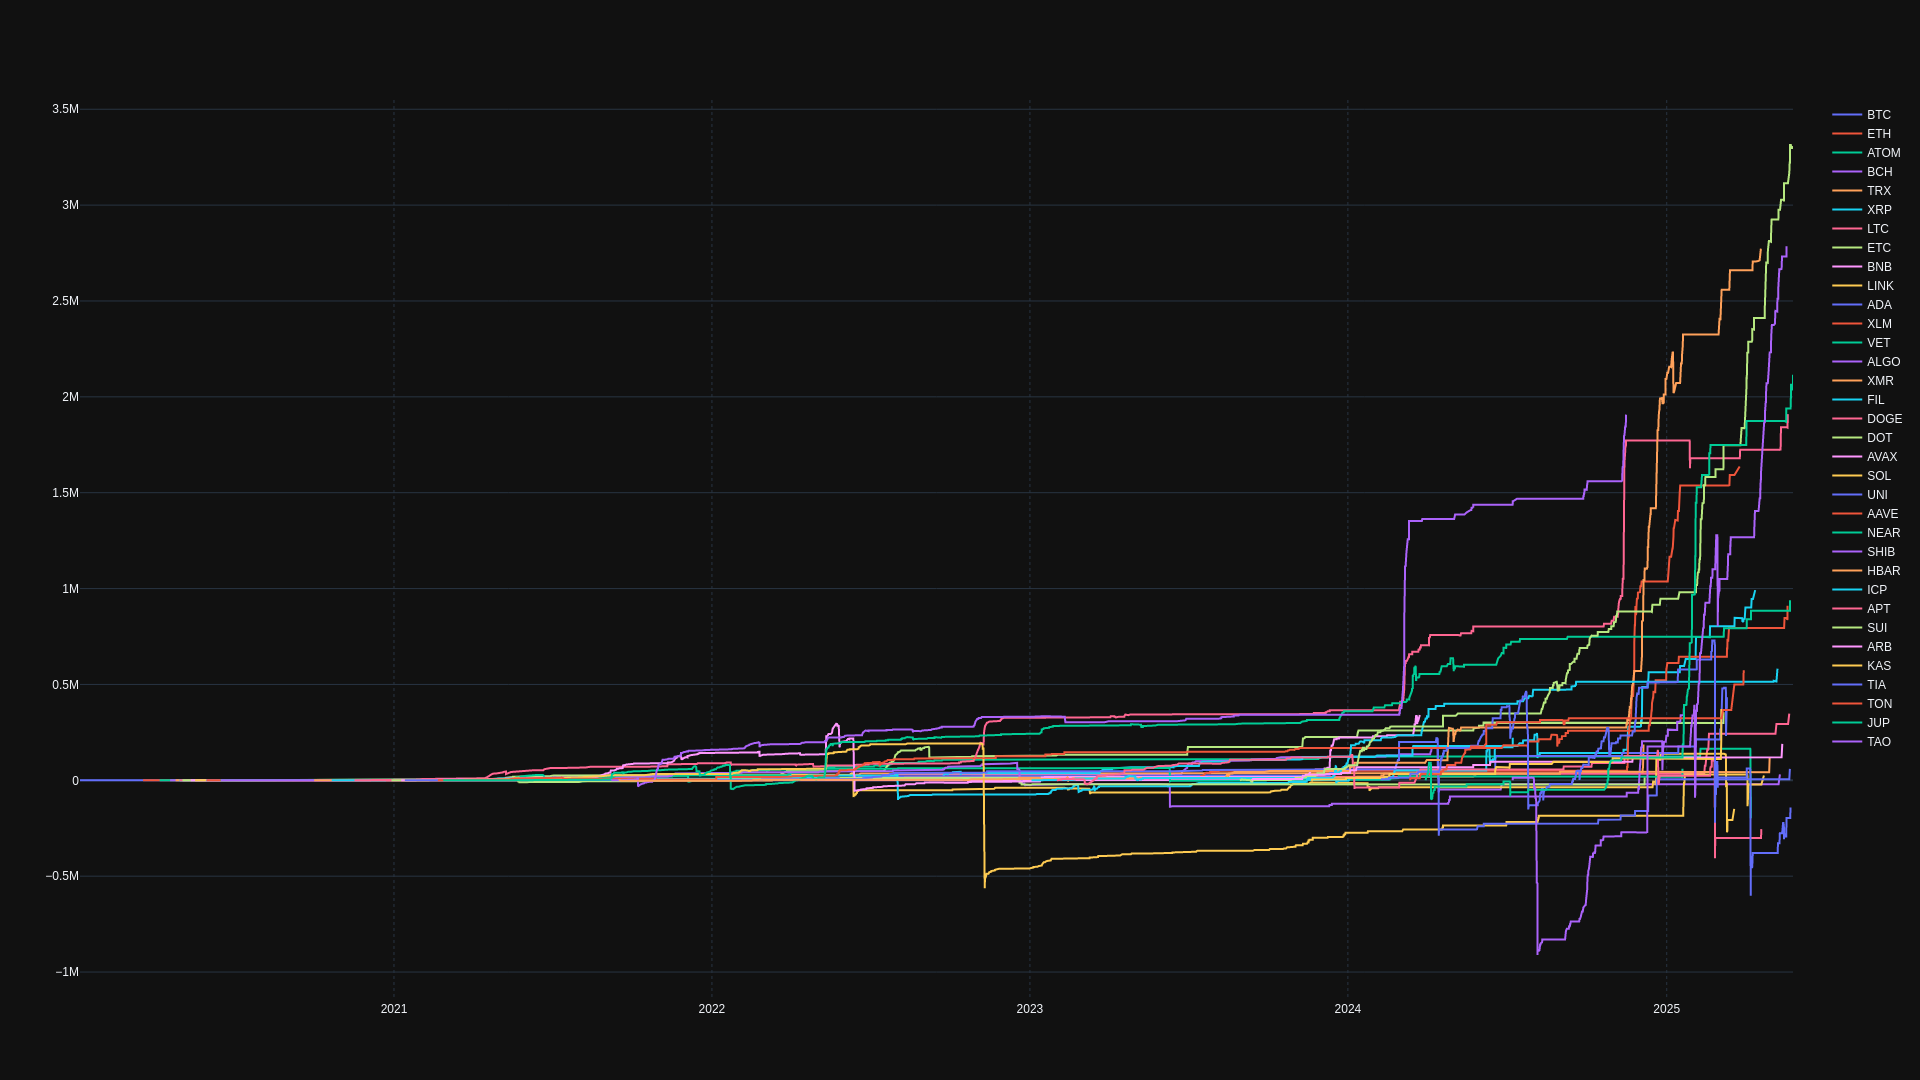 3.5M
3M
2.5M
2M
1.5M
1M
0.5M
0
−0.5M
−1M
2021
2022
2023
2024
2025
BTC
ETH
ATOM
BCH
TRX
XRP
LTC
ETC
BNB
LINK
ADA
XLM
VET
ALGO
XMR
FIL
DOGE
DOT
AVAX
SOL
UNI
AAVE
NEAR
SHIB
HBAR
ICP
APT
SUI
ARB
KAS
TIA
TON
JUP
TAO